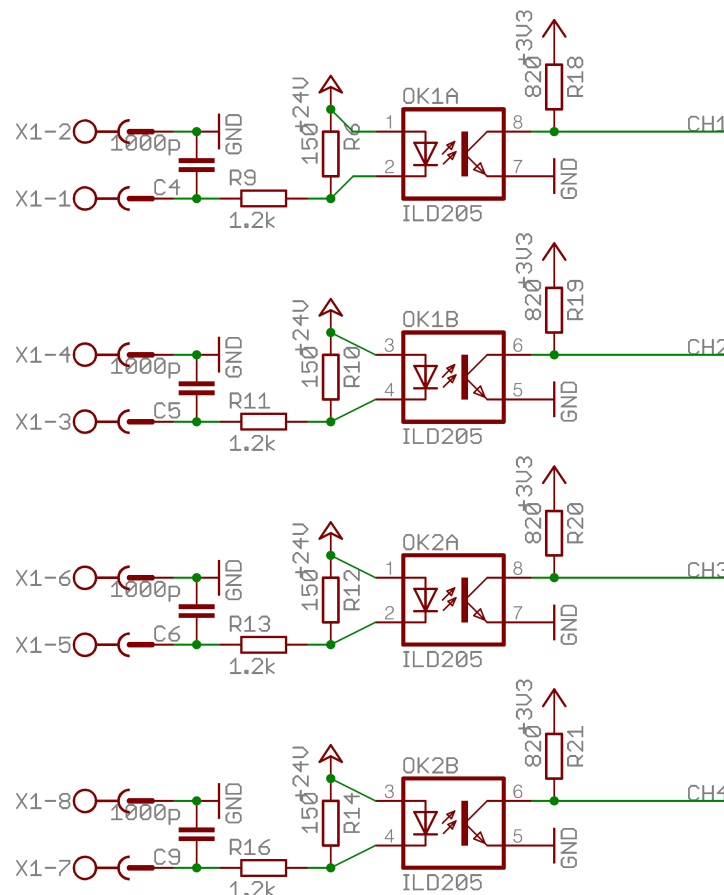 +3V3
820
R18
OK1A
+24V
150
R6
1
8
CH1
X1-2
1000p
GND
2
7
GND
C4
R9
X1-1
1.2k
ILD205
+3V3
820
R19
OK1B
+24V
150
R10
3
6
CH2
X1-4
1000p
GND
4
5
GND
C5
R11
X1-3
1.2k
ILD205
+3V3
820
R20
OK2A
+24V
150
R12
1
8
CH3
X1-6
1000p
GND
2
7
GND
C6
R13
X1-5
1.2k
ILD205
+3V3
820
R21
OK2B
+24V
150
R14
3
6
CH4
X1-8
1000p
GND
4
5
GND
C9
R16
X1-7
1.2k
ILD205